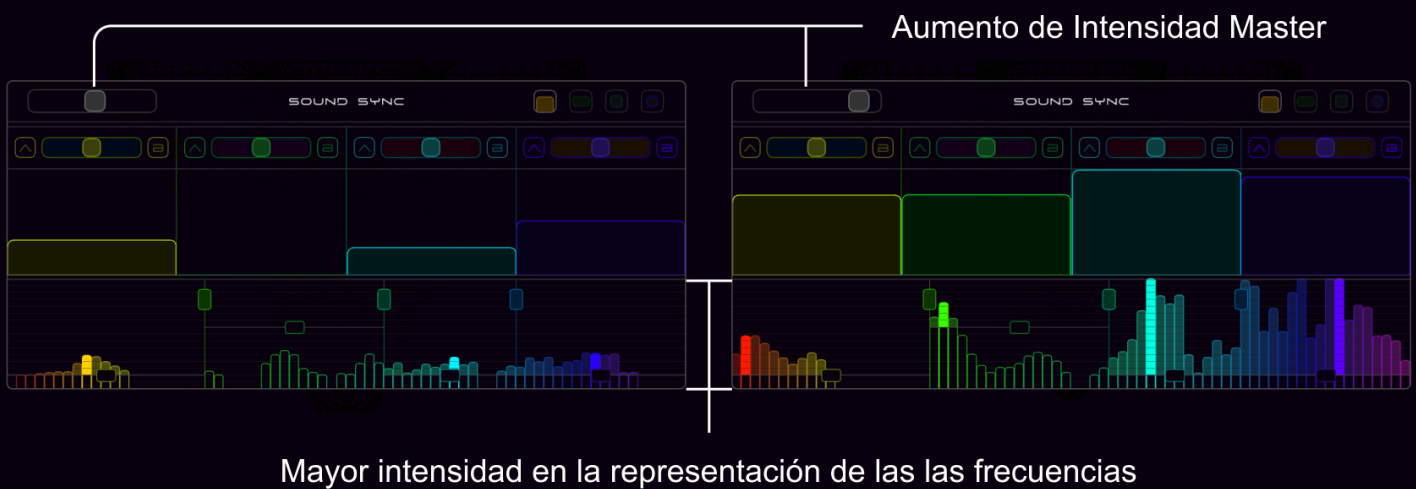 Aumento de Intensidad Master
SOUND SYNC
SOUND SYNC
A B A B A B A B
A B A B A B A B
Mayor intensidad en la representación de las las frecuencias